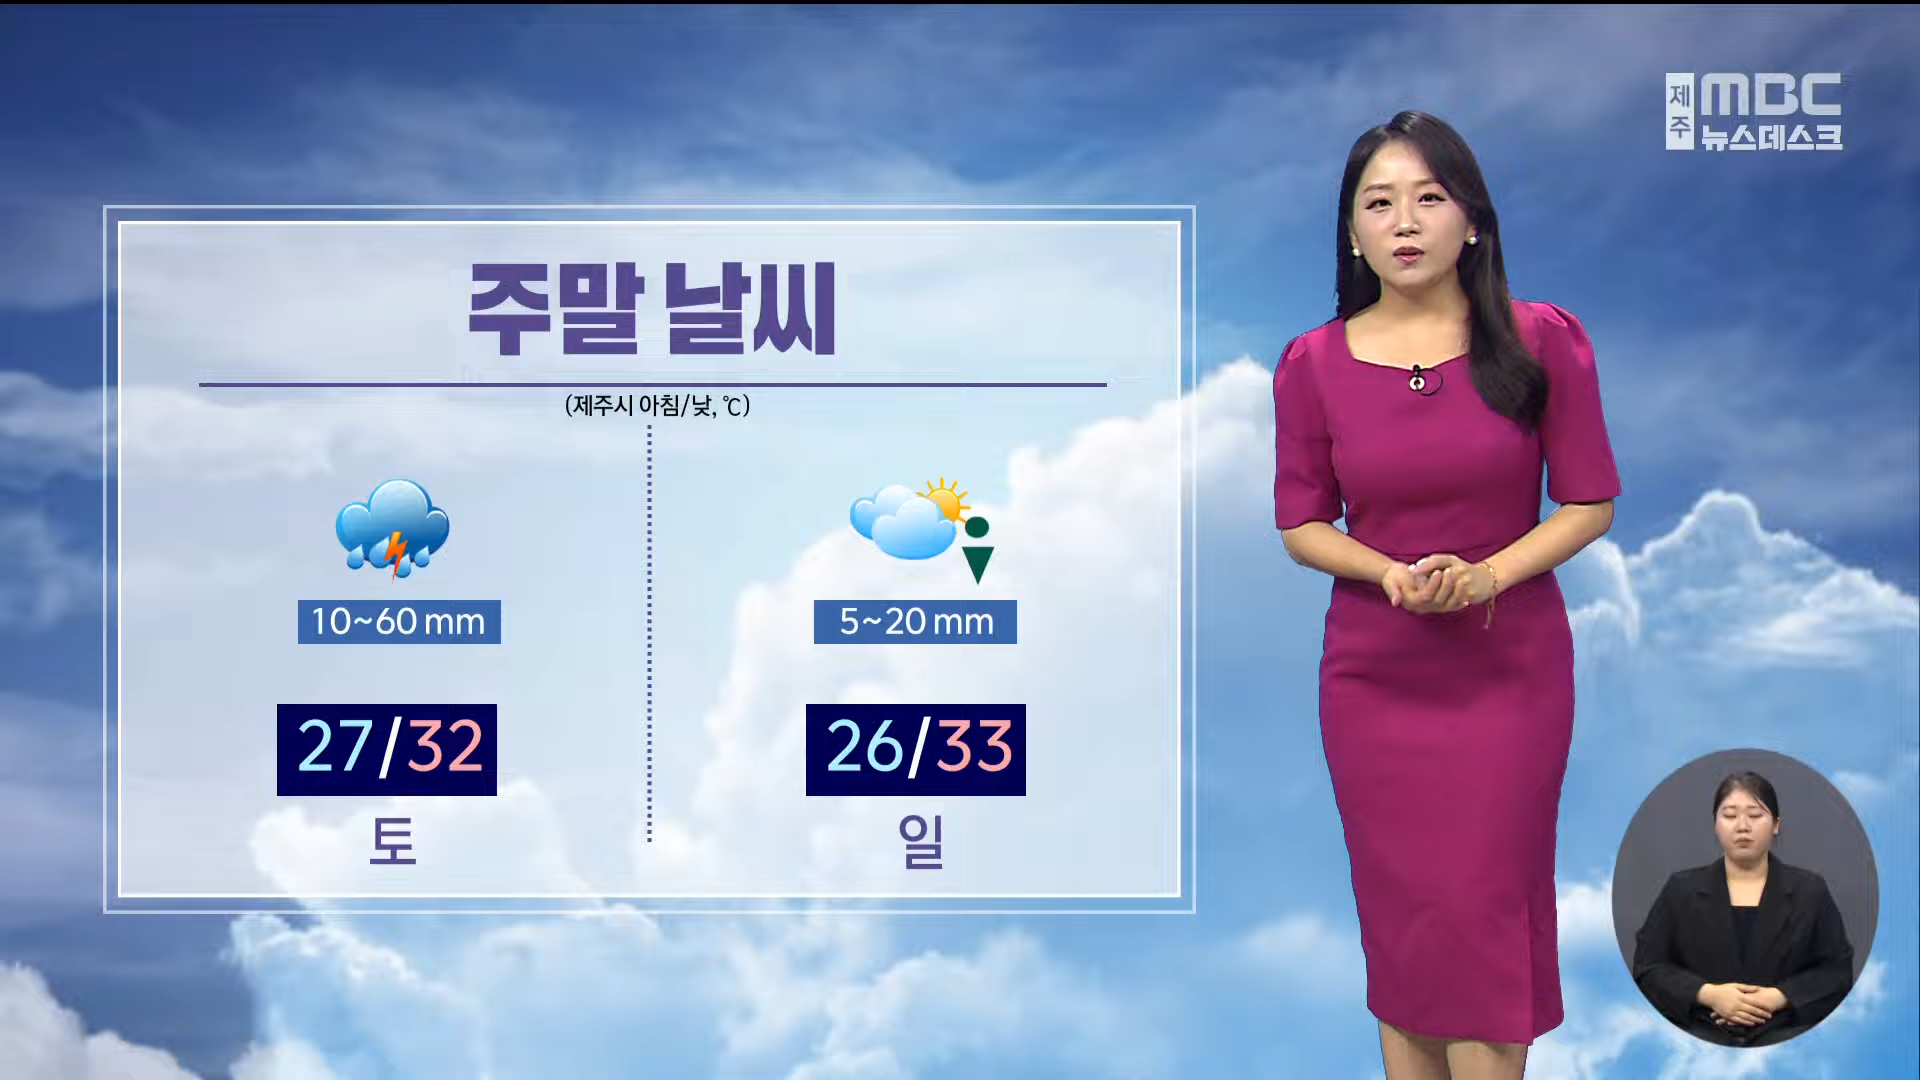 제주 MBC
뉴스데스크
주말 날씨
(제주시 아침/낮, ℃)
10~60 mm
5~20 mm
27/32
26/33
토
일